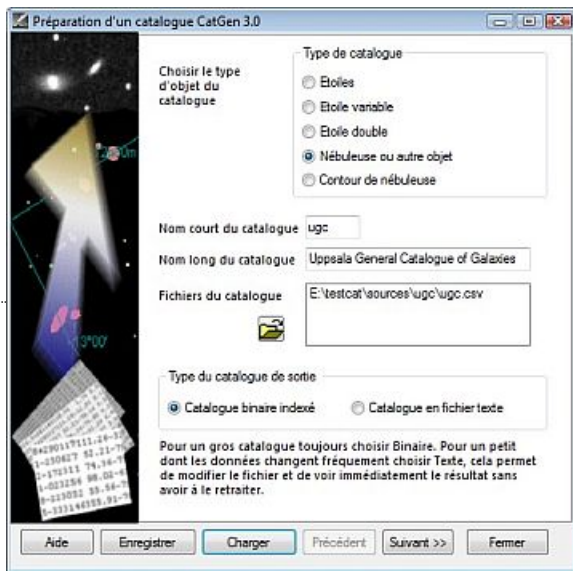 Préparation d'un catalogue CatGen 3.0
Choisir le type
d'objet du
catalogue
Type de catalogue
Etoiles
Etoile variable
Etoile double
Nébuleuse ou autre objet
Contour de nébuleuse
Nom court du catalogue
ugc
Nom long du catalogue
Uppsala General Catalogue of Galaxies
Fichiers du catalogue
E:\testcat\sources\ugc\ugc.csv
Type du catalogue de sortie
Catalogue binaire indexé
Catalogue en fichier texte
Pour un gros catalogue toujours choisir Binaire. Pour un petit
dont les données changent fréquement choisir Texte, cela permet
de modifier le fichier et de voir immédiatement le résultat sans
avoir à le retraiter.
13°00'
Aide
Enregistrer
Charger
Précédent
Suivant >>
Fermer